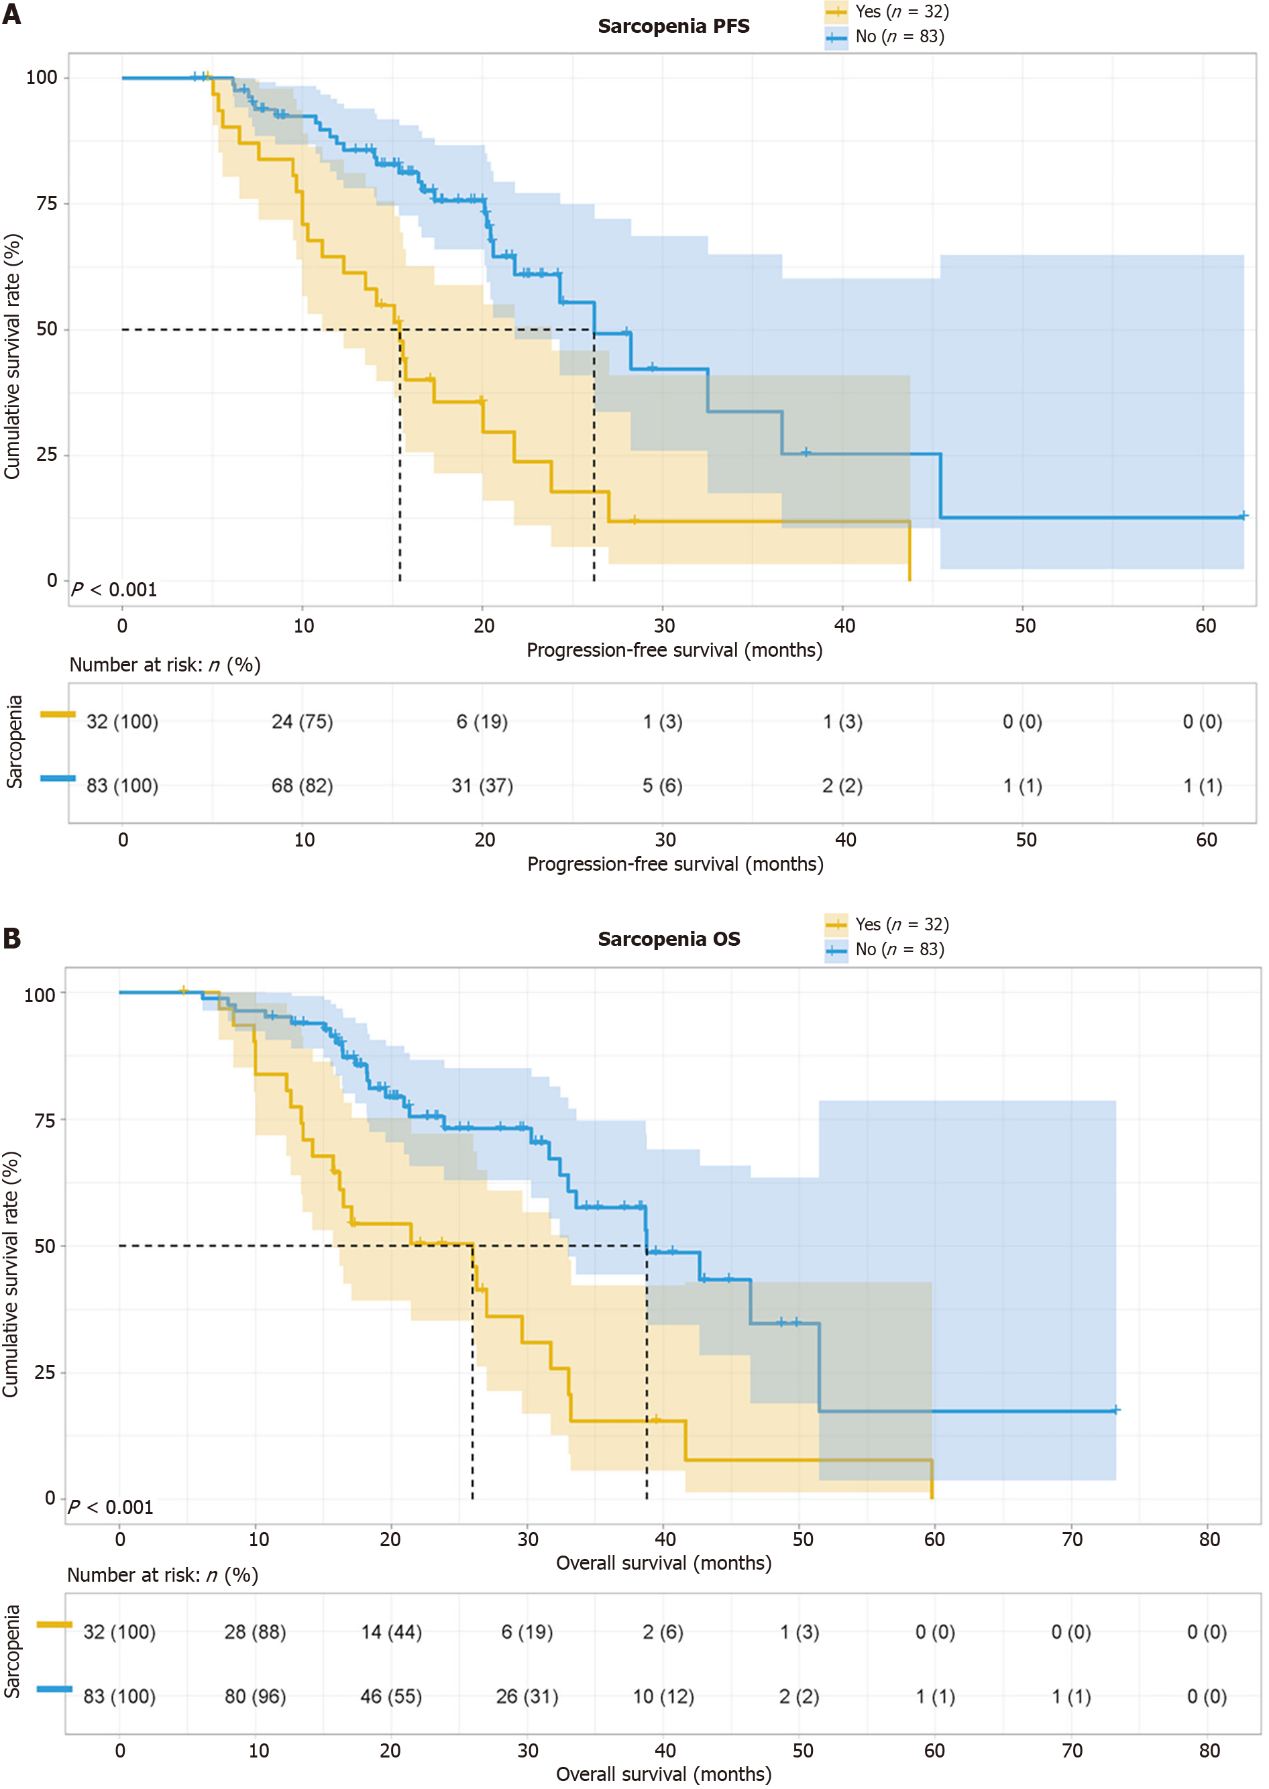 A
Sarcopenia PFS
Yes (n = 32)
No (n = 83)
Cumulative survival rate (%)
100
75
50
25
0
P < 0.001
0 10 20 30 40 50 60
Progression-free survival (months)
Number at risk: n (%)
Sarcopenia
32 (100) 24 (75) 6 (19) 1 (3) 1 (3) 0 (0) 0 (0)
83 (100) 68 (82) 31 (37) 5 (6) 2 (2) 1 (1) 1 (1)
0 10 20 30 40 50 60
Progression-free survival (months)
B
Sarcopenia OS
Yes (n = 32)
No (n = 83)
Cumulative survival rate (%)
100
75
50
25
0
P < 0.001
0 10 20 30 40 50 60 70 80
Overall survival (months)
Number at risk: n (%)
Sarcopenia
32 (100) 28 (88) 14 (44) 6 (19) 2 (6) 1 (3) 0 (0) 0 (0) 0 (0)
83 (100) 80 (96) 46 (55) 26 (31) 10 (12) 2 (2) 1 (1) 1 (1) 0 (0)
0 10 20 30 40 50 60 70 80
Overall survival (months)